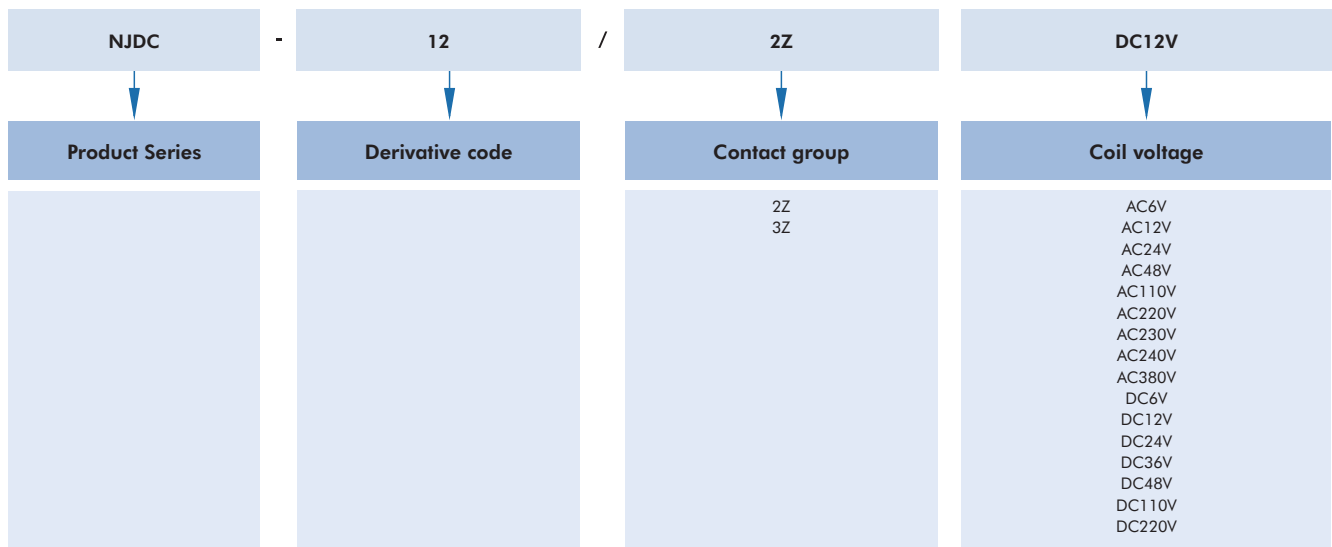 NJDC - 12 / 2Z DC12V
Product Series Derivative code Contact group Coil voltage
2Z AC6V
3Z AC12V
AC24V
AC48V
AC110V
AC220V
AC230V
AC240V
AC380V
DC6V
DC12V
DC24V
DC36V
DC48V
DC110V
DC220V